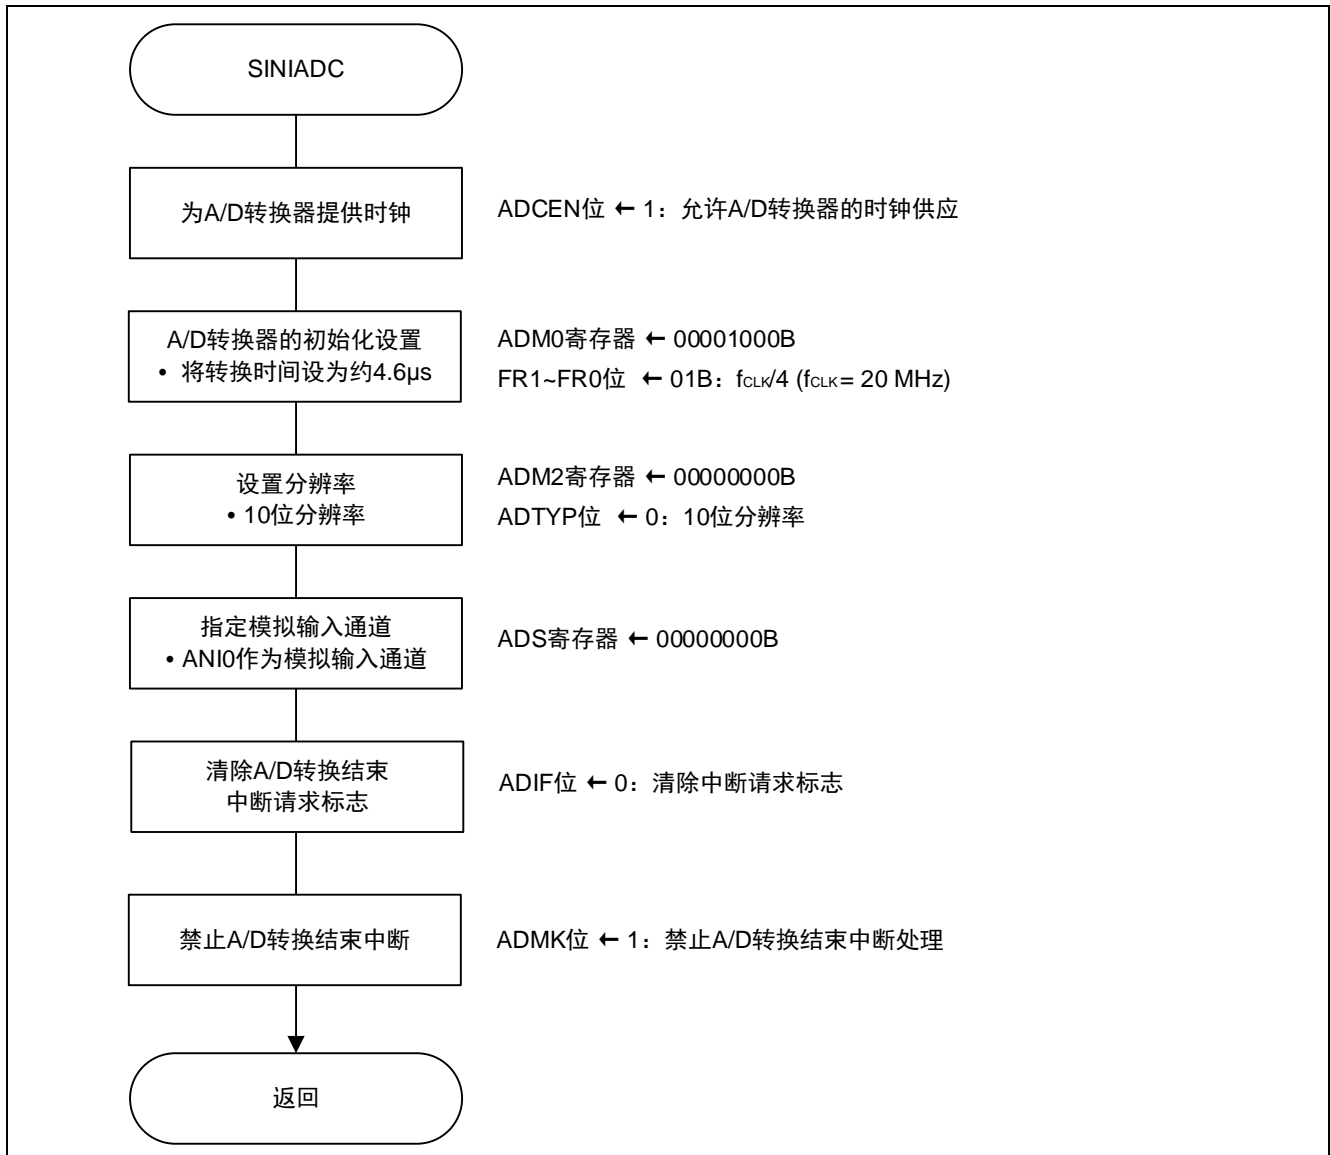 SINIADC
为A/D转换器提供时钟
ADCEN位 ← 1：允许A/D转换器的时钟供应
A/D转换器的初始化设置
• 将转换时间设为约4.6μs
ADM0寄存器 ← 00001000B
FR1~FR0位 ← 01B：fCLK/4 (fCLK = 20 MHz)
设置分辨率
• 10位分辨率
ADM2寄存器 ← 00000000B
ADTYP位 ← 0：10位分辨率
指定模拟输入通道
• ANI0作为模拟输入通道
ADS寄存器 ← 00000000B
清除A/D转换结束
中断请求标志
ADIF位 ← 0：清除中断请求标志
禁止A/D转换结束中断
ADMK位 ← 1：禁止A/D转换结束中断处理
返回